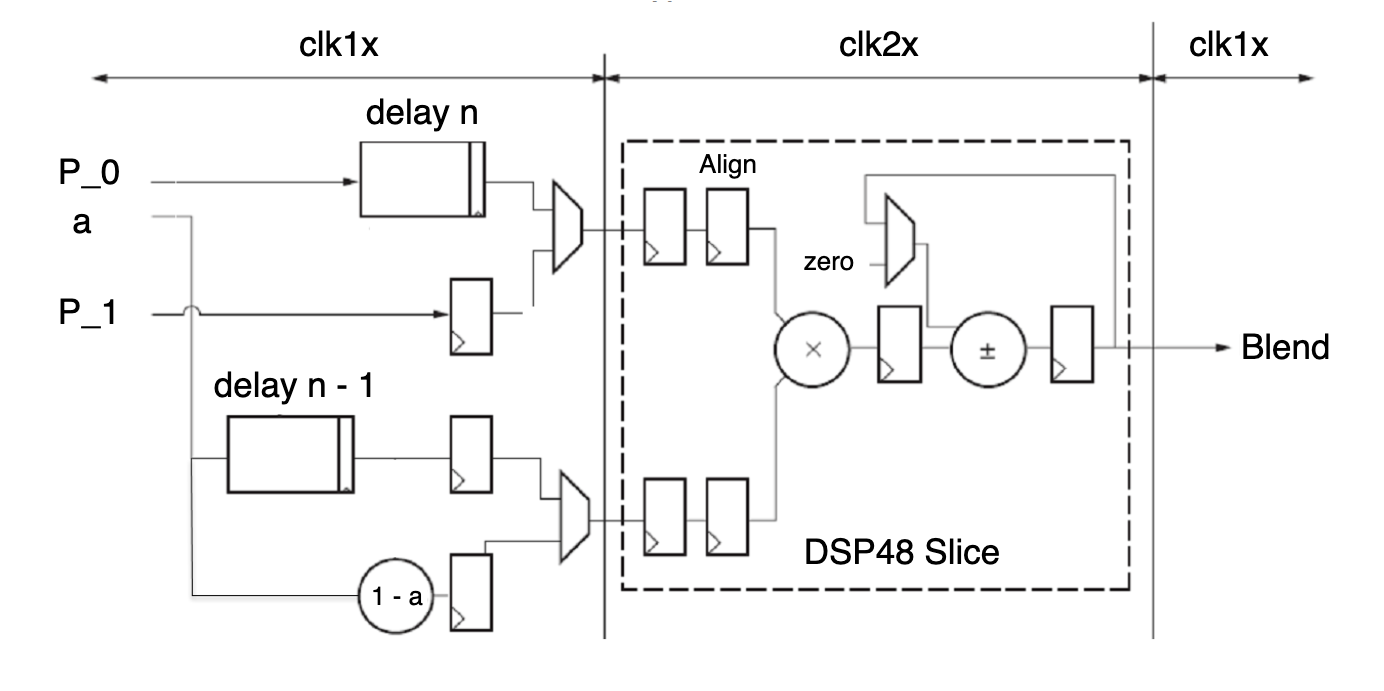 clk1x
clk2x
clk1x
delay n
P_0
Align
a
zero
P_1
×
±
Blend
delay n - 1
DSP48 Slice
1 - a